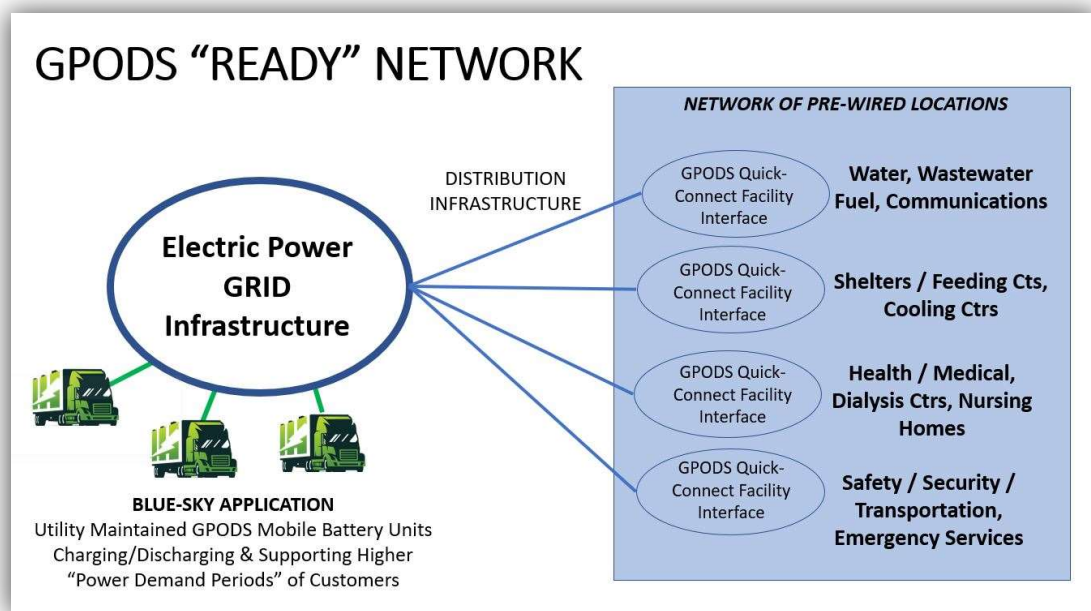 GPODS “READY” NETWORK
NETWORK OF PRE-WIRED LOCATIONS
DISTRIBUTION
INFRASTRUCTURE
Electric Power
GRID
Infrastructure
GPODS Quick-
Connect Facility
Interface
Water, Wastewater
Fuel, Communications
GPODS Quick-
Connect Facility
Interface
Shelters / Feeding Cts,
Cooling Ctrs
GPODS Quick-
Connect Facility
Interface
Health / Medical,
Dialysis Ctrs, Nursing
Homes
GPODS Quick-
Connect Facility
Interface
Safety / Security /
Transportation,
Emergency Services
BLUE-SKY APPLICATION
Utility Maintained GPODS Mobile Battery Units
Charging/Discharging & Supporting Higher
“Power Demand Periods” of Customers